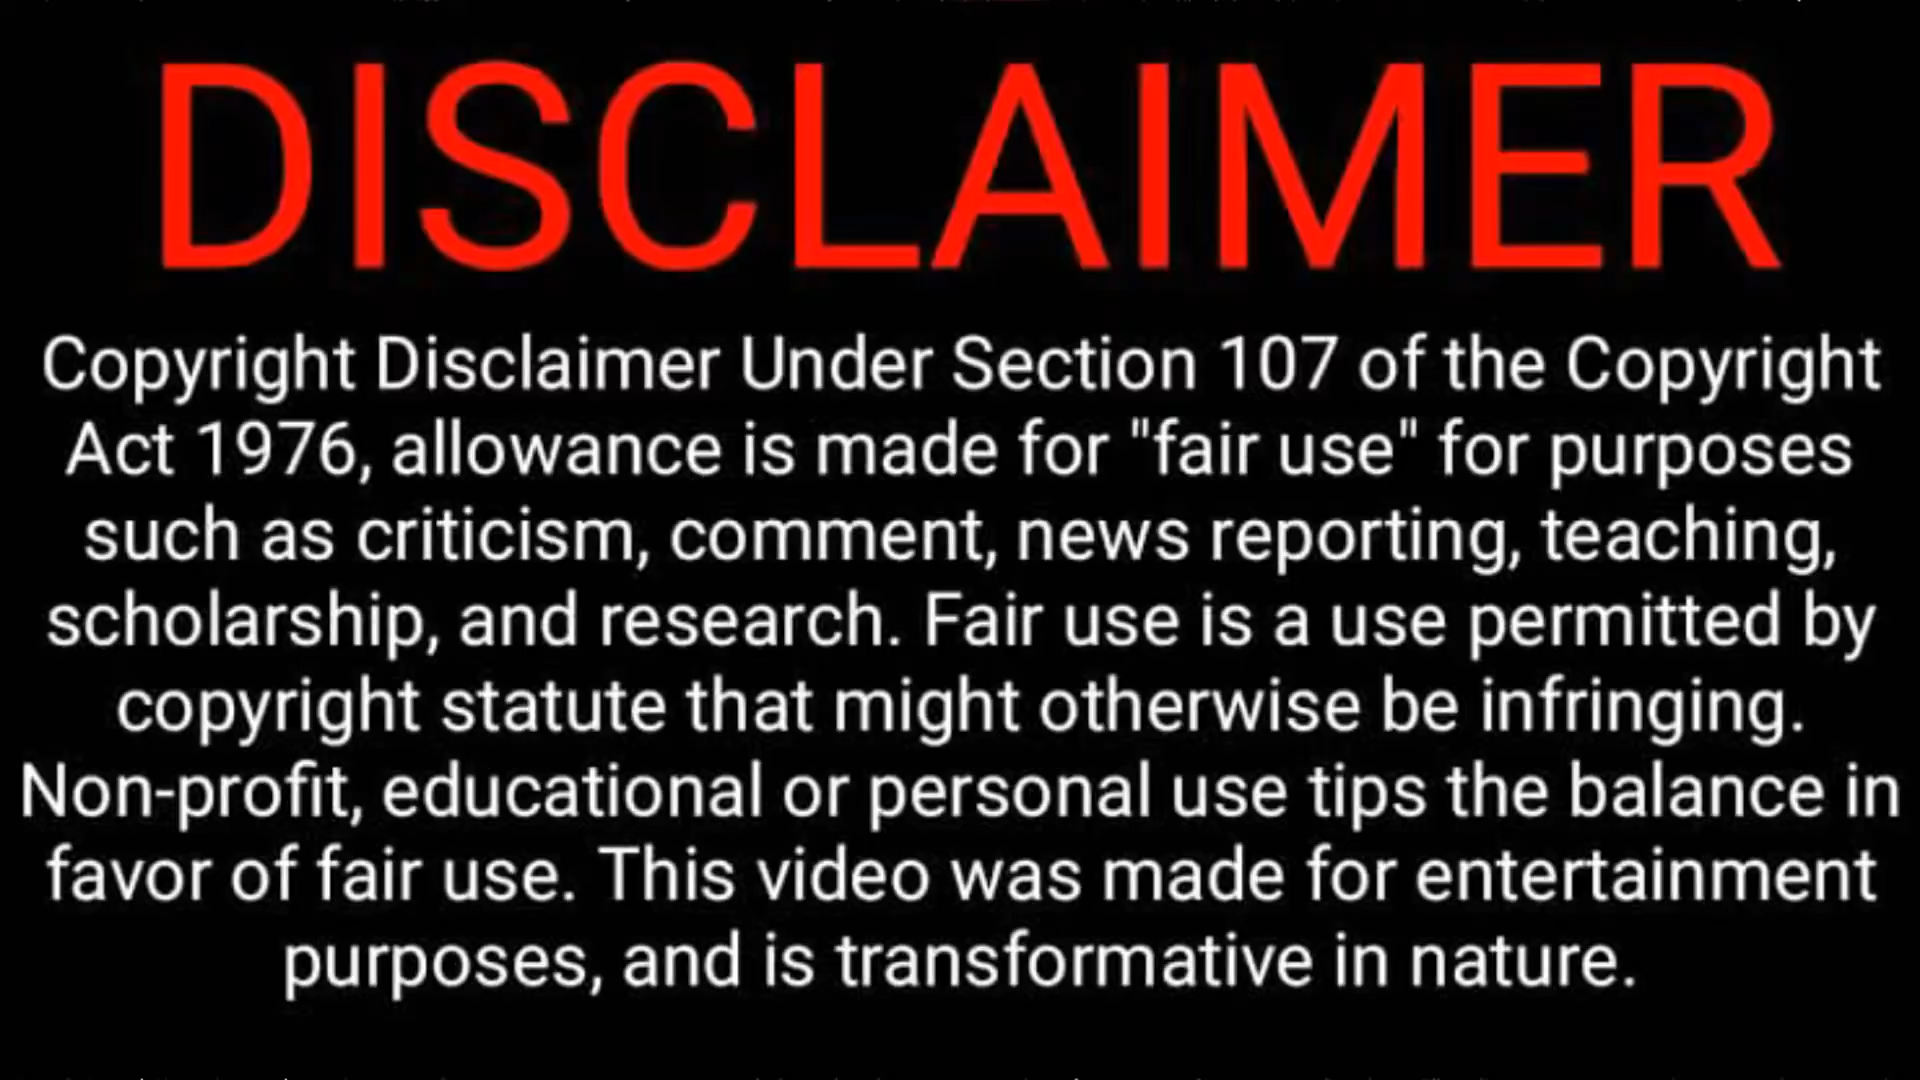 DISCLAIMER
Copyright Disclaimer Under Section 107 of the Copyright
Act 1976, allowance is made for "fair use" for purposes
such as criticism, comment, news reporting, teaching,
scholarship, and research. Fair use is a use permitted by
copyright statute that might otherwise be infringing.
Non-profit, educational or personal use tips the balance in
favor of fair use. This video was made for entertainment
purposes, and is transformative in nature.